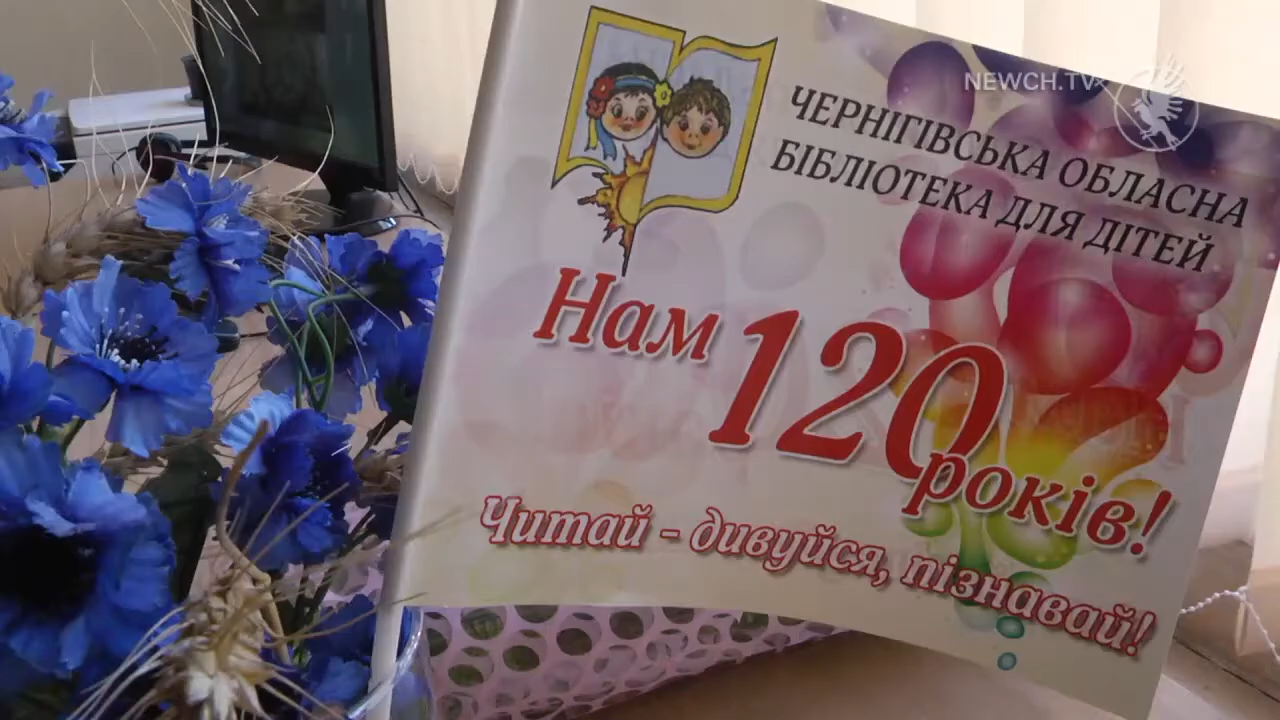 NEWCH.TV
ЧЕРНІГІВСЬКА ОБЛАСНА
БІБЛІОТЕКА ДЛЯ ДІТЕЙ
Нам 120 років!
Читай - дивуйся, пізнавай!